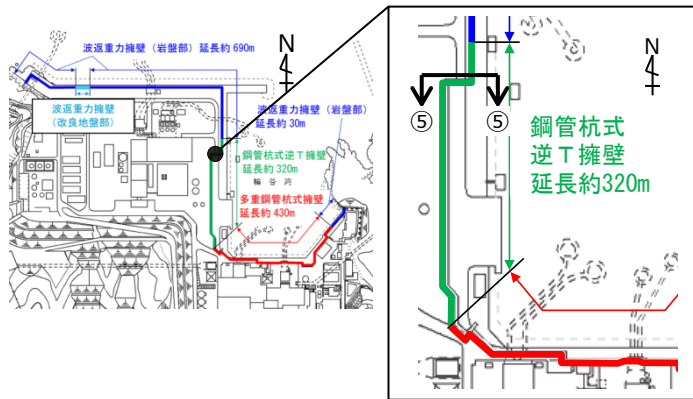 波返重力擁壁（岩盤部）延長約690m
N
波返重力擁壁
（改良地盤部）
波返重力擁壁（岩盤部）
延長約30m
鋼管杭式逆Ｔ擁壁
延長約320m
輪谷湾
多重鋼管杭式擁壁
延長約430m
N
⑤
⑤
鋼管杭式
逆Ｔ擁壁
延長約320m